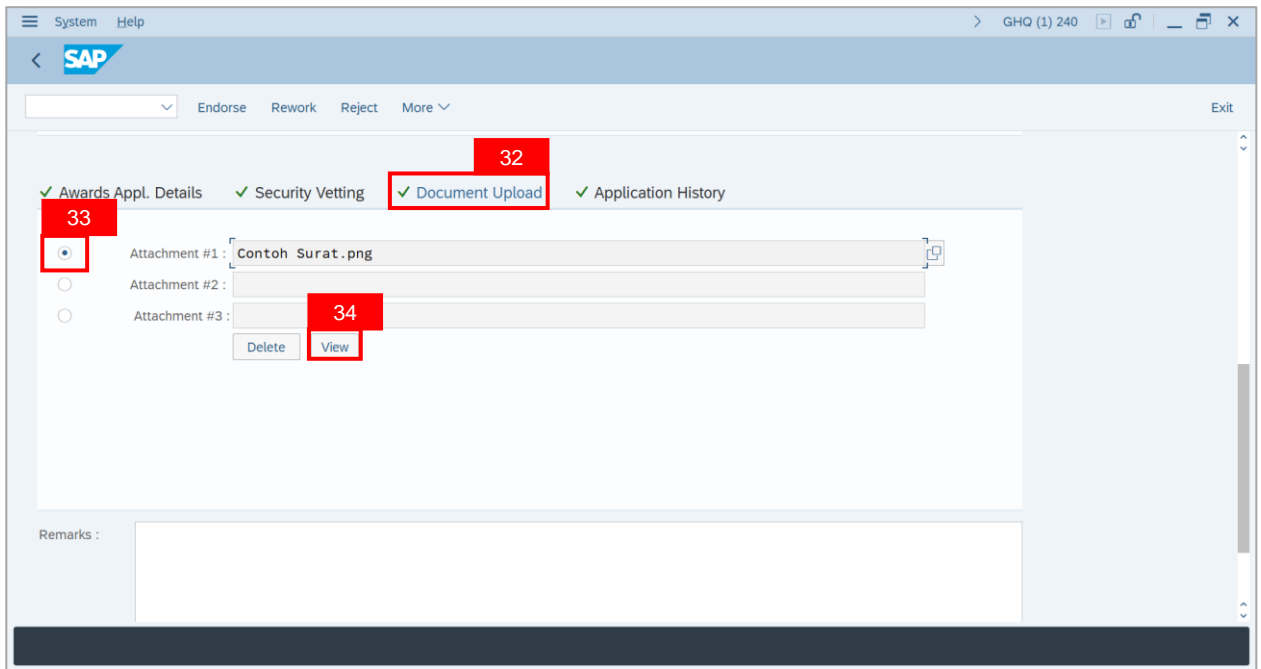 System Help GHQ (1) 240
SAP
Endorse Rework Reject More Exit
32
Awards Appl. Details Security Vetting Document Upload Application History
33
Attachment #1 : Contoh Surat.png
Attachment #2 :
34
Attachment #3 :
Delete View
Remarks :